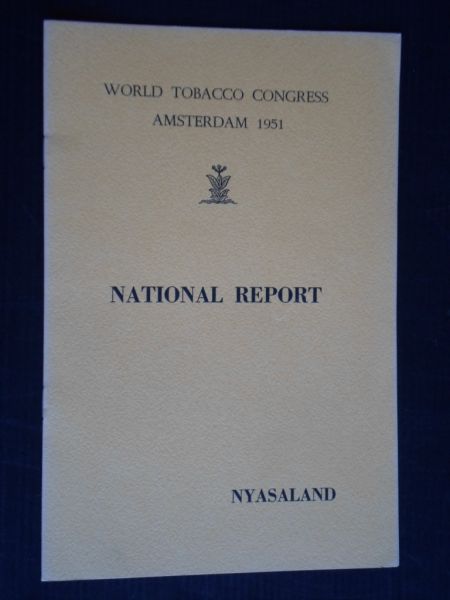 WORLD TOBACCO CONGRESS
AMSTERDAM 1951
NATIONAL REPORT
NYASALAND